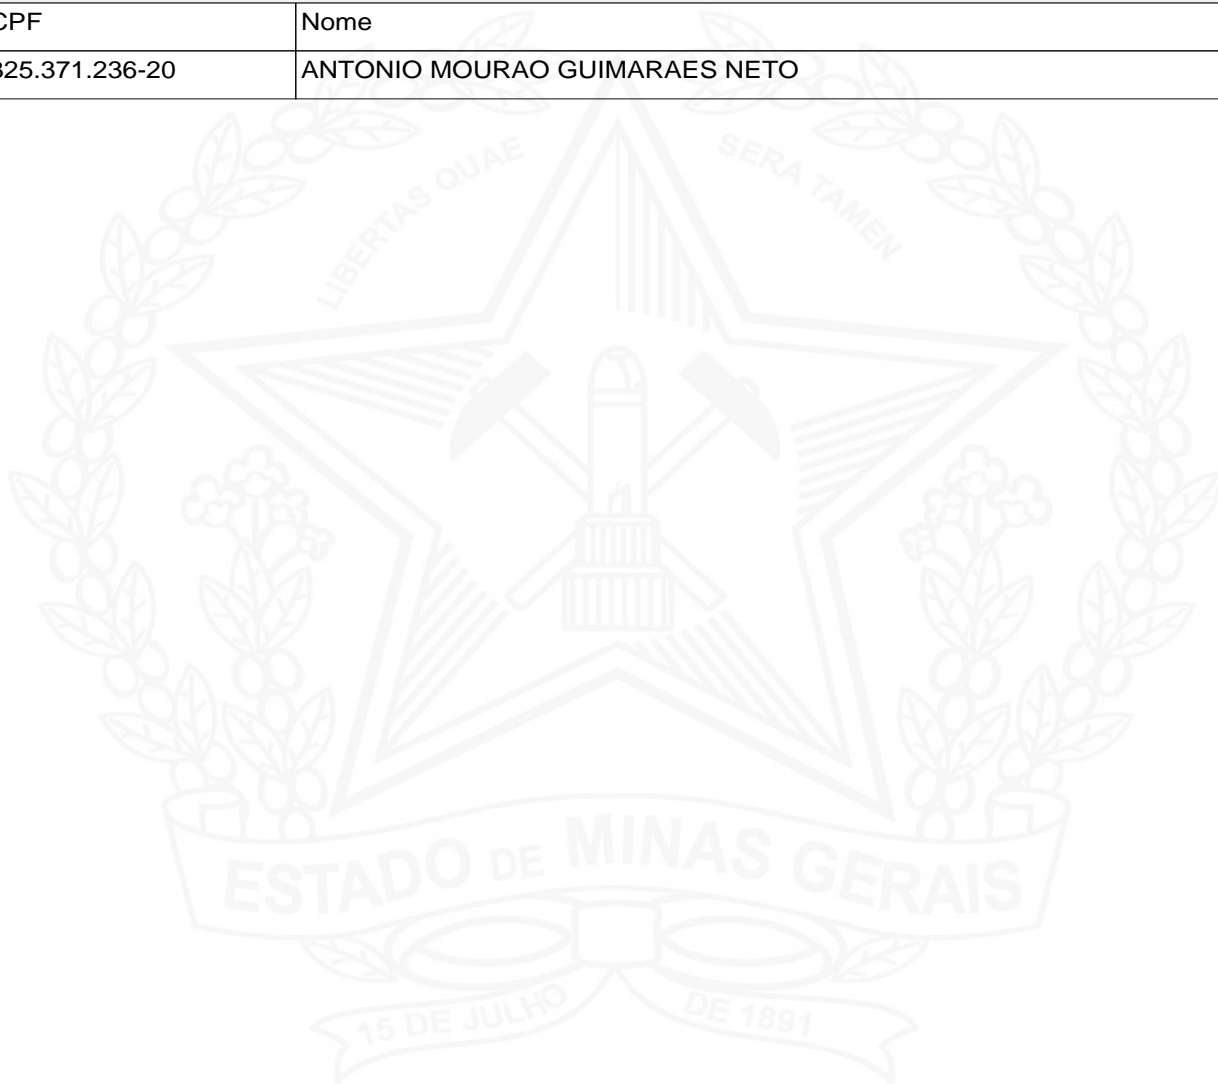 CPF Nome
825.371.236-20 ANTONIO MOURAO GUIMARAES NETO
LIBERTAS QUAE SERA TAMEN
ESTADO DE MINAS GERAIS
15 DE JULHO DE 1891